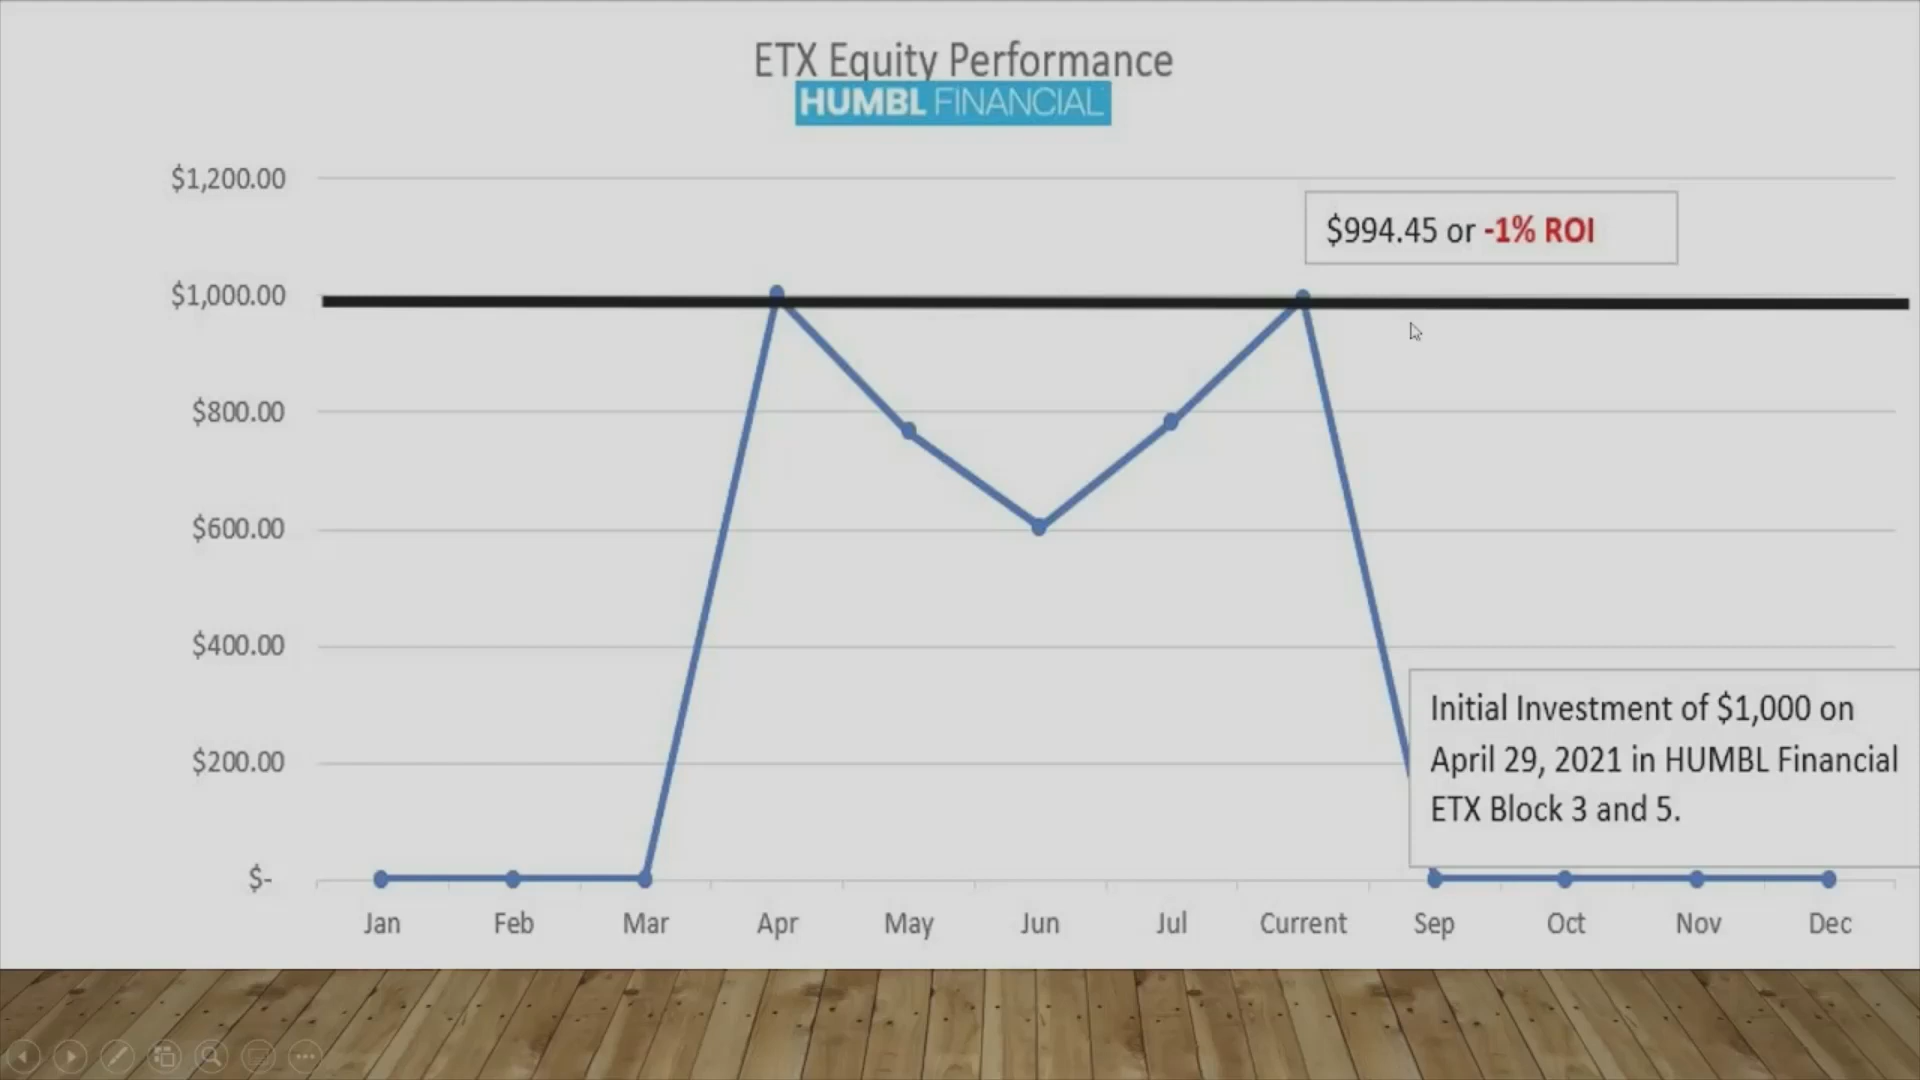 ETX Equity Performance
HUMBL FINANCIAL
$1,200.00
$994.45 or -1% ROI
$1,000.00
$800.00
$600.00
$400.00
$200.00
Initial Investment of $1,000 on
April 29, 2021 in HUMBL Financial
ETX Block 3 and 5.
$-
Jan Feb Mar Apr May Jun Jul Current Sep Oct Nov Dec